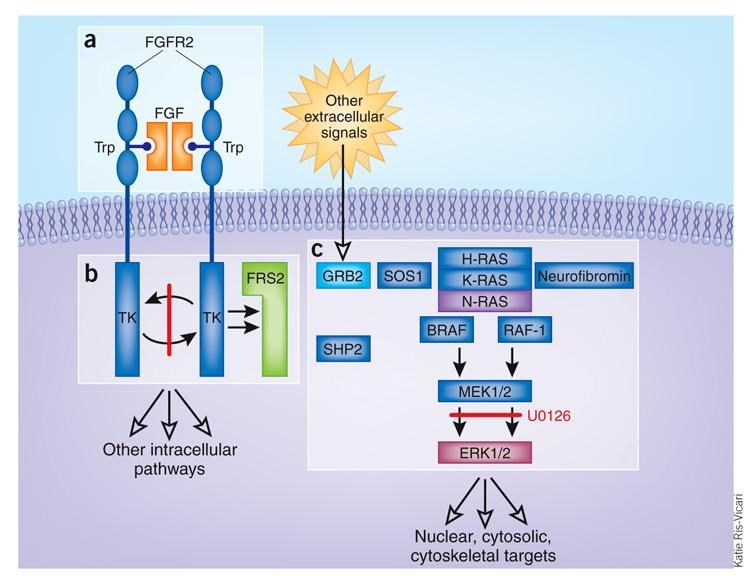 a
FGFR2
FGF
Trp
Trp
Other
extracellular
signals
b
TK
TK
FRS2
Other intracellular
pathways
c
GRB2
SOS1
H-RAS
K-RAS
N-RAS
Neurofibromin
SHP2
BRAF
RAF-1
MEK1/2
U0126
ERK1/2
Nuclear, cytosolic,
cytoskeletal targets
Katie Ris-Vicari